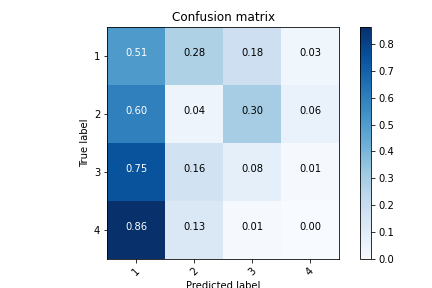 Confusion matrix
True label
1 0.51 0.28 0.18 0.03
2 0.60 0.04 0.30 0.06
3 0.75 0.16 0.08 0.01
4 0.86 0.13 0.01 0.00
1 2 3 4
Predicted label
0.8
0.7
0.6
0.5
0.4
0.3
0.2
0.1
0.0